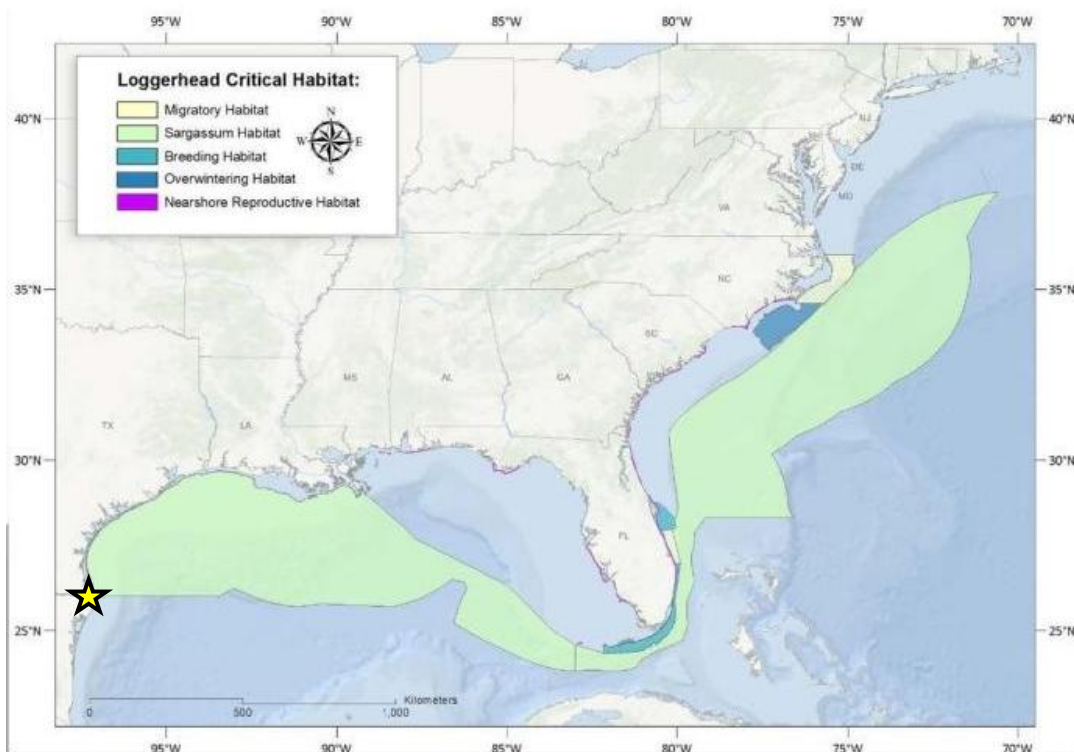 95°W 90°W 85°W 80°W 75°W 70°W
Loggerhead Critical Habitat:
Migratory Habitat
Sargassum Habitat
Breeding Habitat
Overwintering Habitat
Nearshore Reproductive Habitat
N
W E
S
40°N 40°N
NJ
DE
MD
VA
NC
35°N 35°N
SC
MS AL GA
TX LA
30°N 30°N
FL
25°N 25°N
Kilometers
0 500 1,000
95°W 90°W 85°W 80°W 75°W 70°W